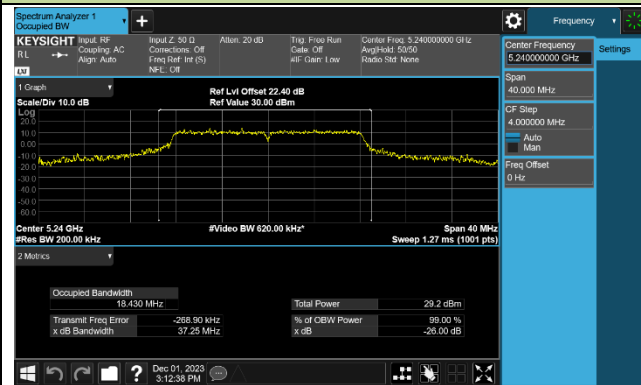 Spectrum Analyzer 1
Occupied BW
Frequency
KEYSIGHT
RL
LXI
Input: RF
Coupling: AC
Align: Auto
Input Z: 50 Ω
Corrections: Off
Freq Ref: Int (S)
NFE: Off
Atten: 20 dB
Trig: Free Run
Gate: Off
#IF Gain: Low
Center Freq: 5.240000000 GHz
Avg|Hold: 50/50
Radio Std: None
Center Frequency
5.240000000 GHz
Settings
Span
40.000 MHz
CF Step
4.000000 MHz
Auto
Man
Freq Offset
0 Hz
1 Graph
Scale/Div 10.0 dB
Ref Lvl Offset 22.40 dB
Ref Value 30.00 dBm
Log
20.0
10.0
0.00
-10.0
-20.0
-30.0
-40.0
-50.0
-60.0
Center 5.24 GHz
#Res BW 200.00 kHz
#Video BW 620.00 kHz*
Span 40 MHz
Sweep 1.27 ms (1001 pts)
2 Metrics
Occupied Bandwidth
18.430 MHz
Total Power 29.2 dBm
Transmit Freq Error -268.90 kHz
% of OBW Power 99.00 %
x dB Bandwidth 37.25 MHz
x dB -26.00 dB
?
Dec 01, 2023
3:12:38 PM